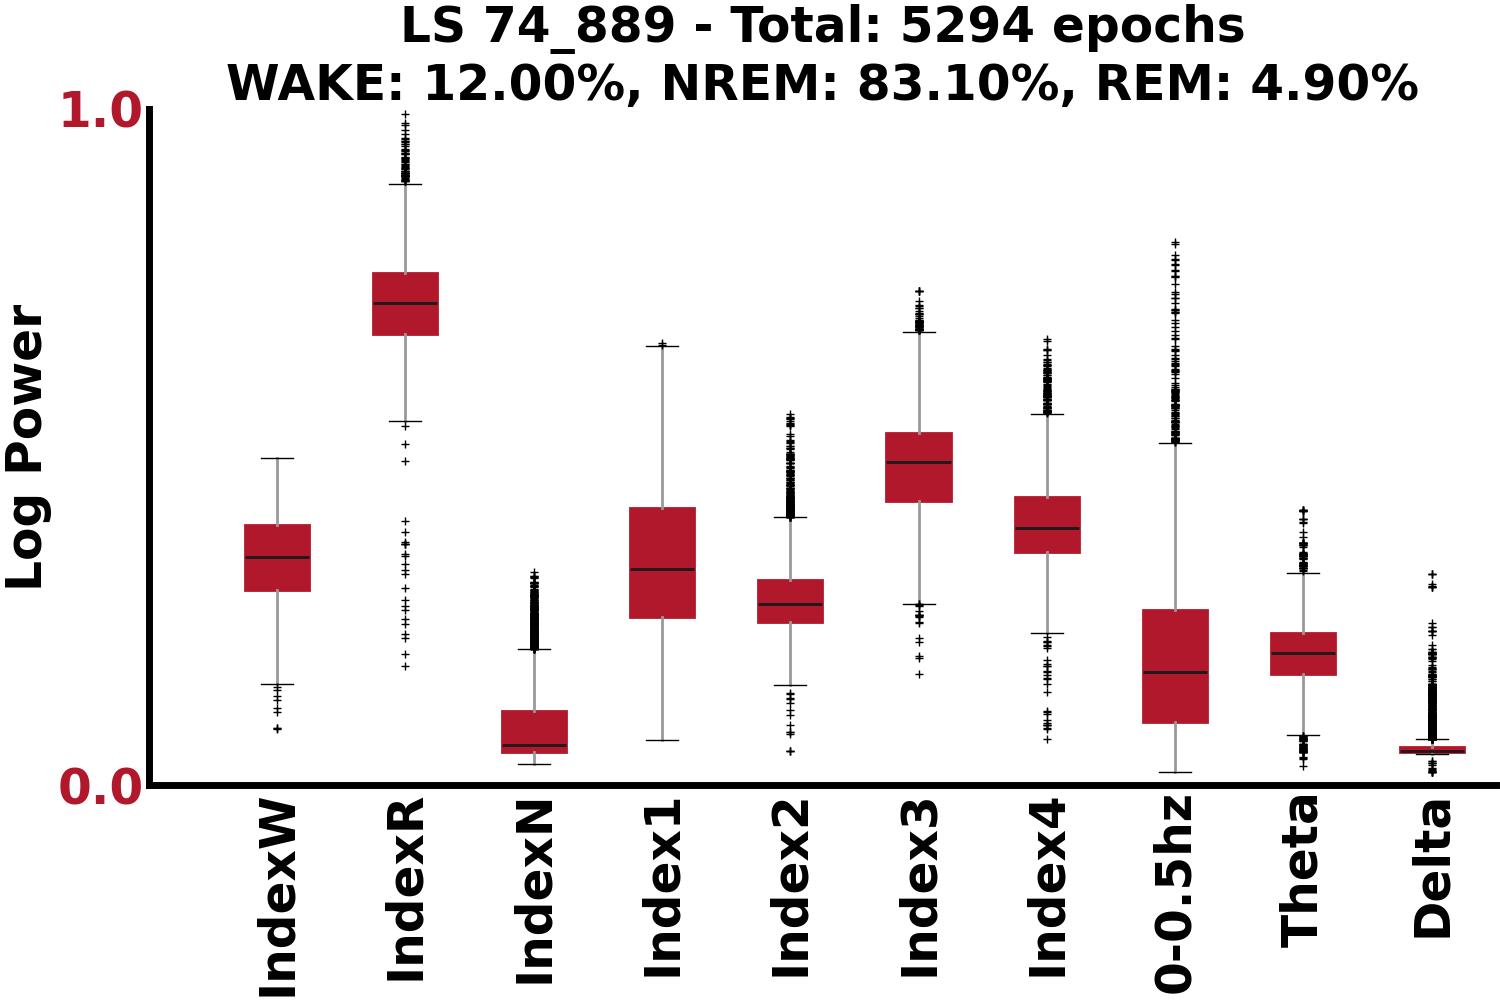 LS 74_889 - Total: 5294 epochs
WAKE: 12.00%, NREM: 83.10%, REM: 4.90%
1.0
Log Power
0.0
IndexW
IndexR
IndexN
Index1
Index2
Index3
Index4
0-0.5hz
Theta
Delta